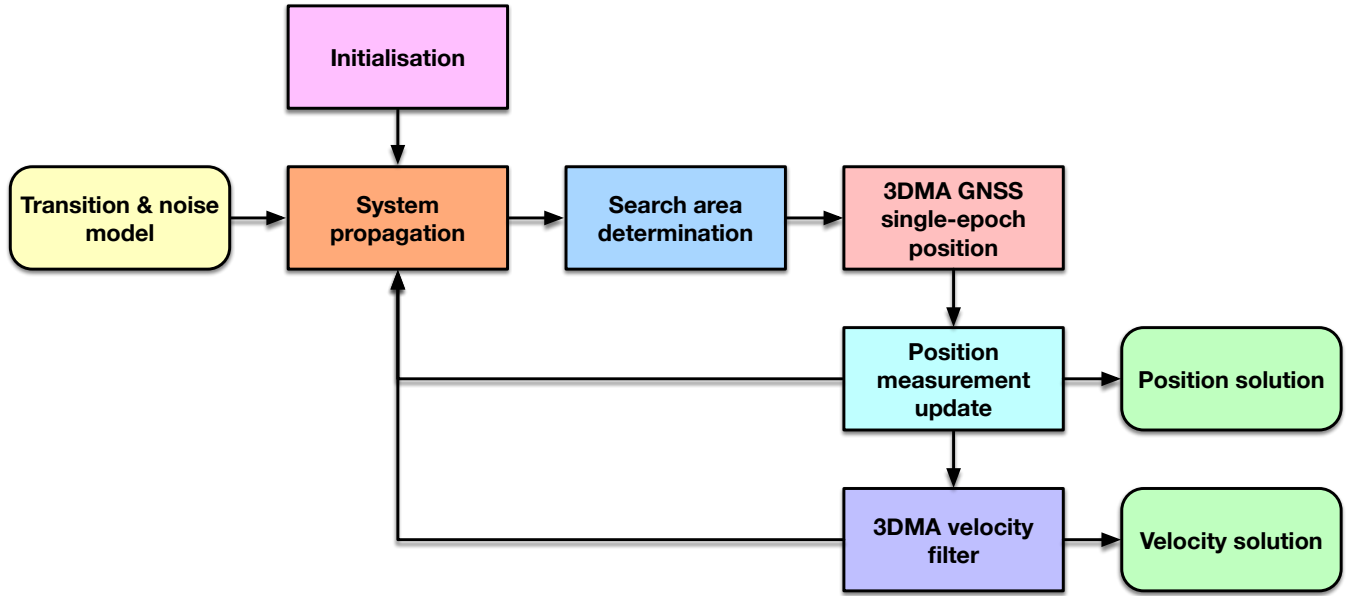 Initialisation
Transition & noise
model
System
propagation
Search area
determination
3DMA GNSS
single-epoch
position
Position
measurement
update
Position solution
3DMA velocity
filter
Velocity solution